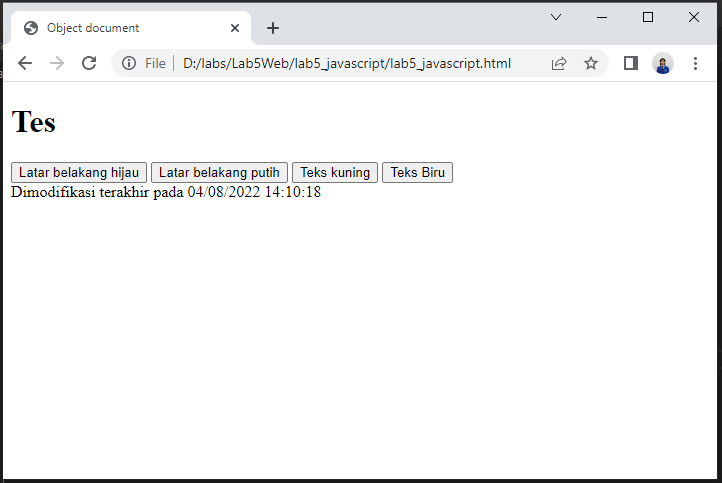 Object document
File D:/labs/Lab5Web/lab5_javascript/lab5_javascript.html
Tes
Latar belakang hijau Latar belakang putih Teks kuning Teks Biru
Dimodifikasi terakhir pada 04/08/2022 14:10:18